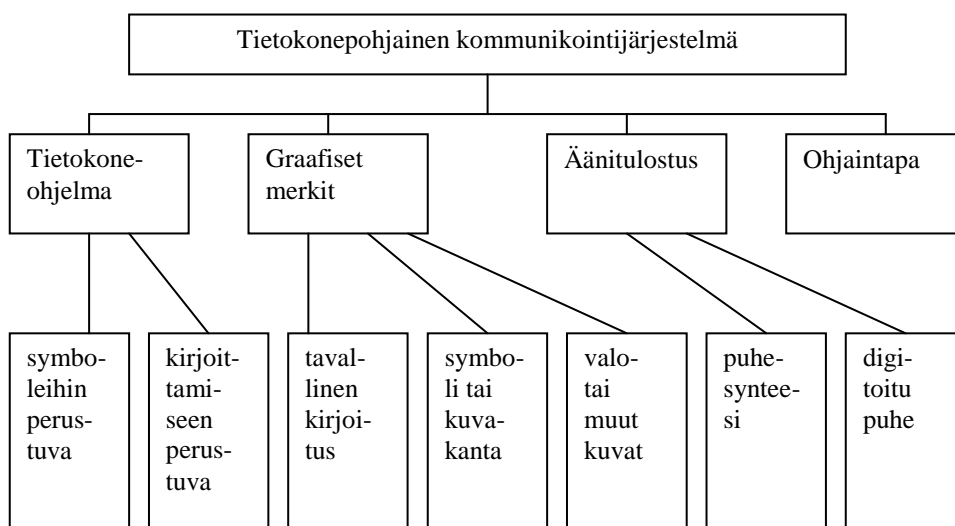 Tietokonepohjainen kommunikointijärjestelmä
Tietokone-
ohjelma
Graafiset
merkit
Äänitulostus
Ohjaintapa
symbo-
leihin
perus-
tuva
kirjoit-
tami-
seen
perus-
tuva
taval-
linen
kirjoi-
tus
symbo-
li tai
kuva-
kanta
valo-
tai
muut
kuvat
puhe-
syntee-
si
digi-
toitu
puhe